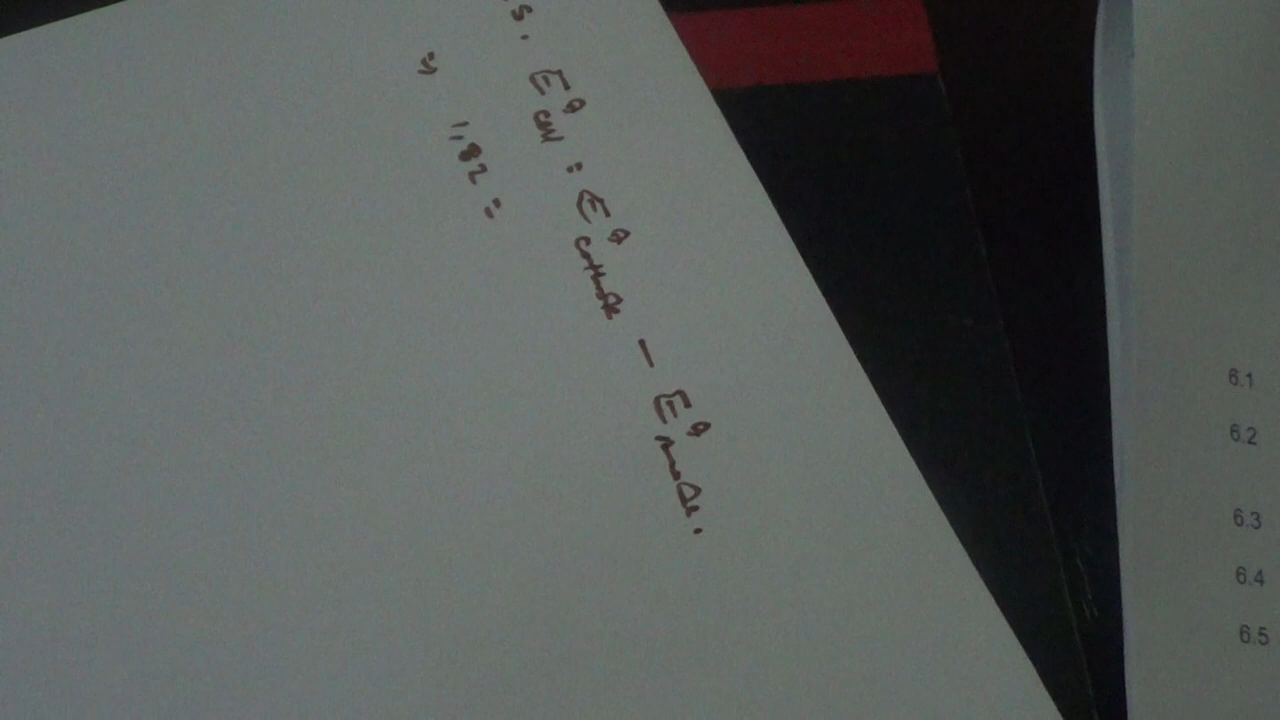 s. E° cell = E° cathode − E° anode.
⇒ 1,82 =
6.1
6.2
6.3
6.4
6.5